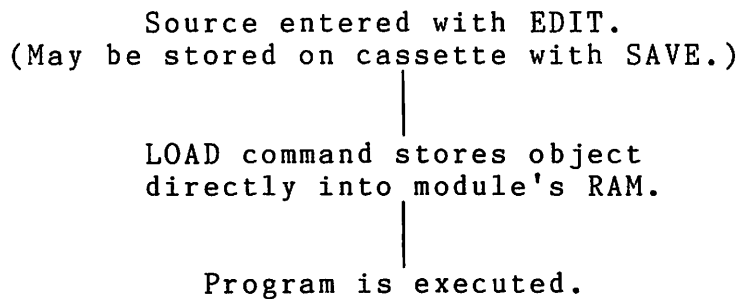 Source entered with EDIT.
(May be stored on cassette with SAVE.)
LOAD command stores object
directly into module's RAM.
Program is executed.